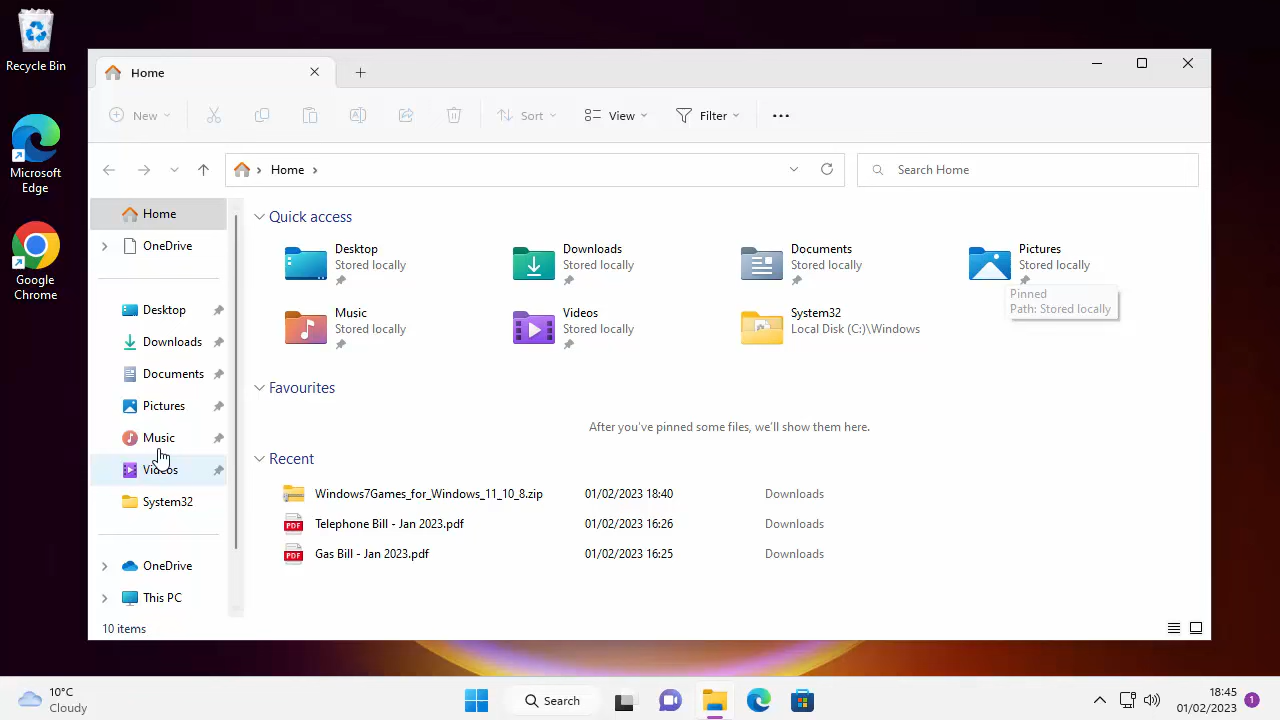 Recycle Bin
Microsoft
Edge
Google
Chrome
Home
New
Sort
View
Filter
Home
Search Home
Home
OneDrive
Desktop
Downloads
Documents
Pictures
Music
Videos
System32
OneDrive
This PC
Quick access
Desktop
Stored locally
Downloads
Stored locally
Documents
Stored locally
Pictures
Stored locally
Pinned
Path: Stored locally
Music
Stored locally
Videos
Stored locally
System32
Local Disk (C:)\Windows
Favourites
After you've pinned some files, we'll show them here.
Recent
Windows7Games_for_Windows_11_10_8.zip 01/02/2023 18:40 Downloads
Telephone Bill - Jan 2023.pdf 01/02/2023 16:26 Downloads
Gas Bill - Jan 2023.pdf 01/02/2023 16:25 Downloads
10 items
10°C
Cloudy
Search
18:45
01/02/2023
1